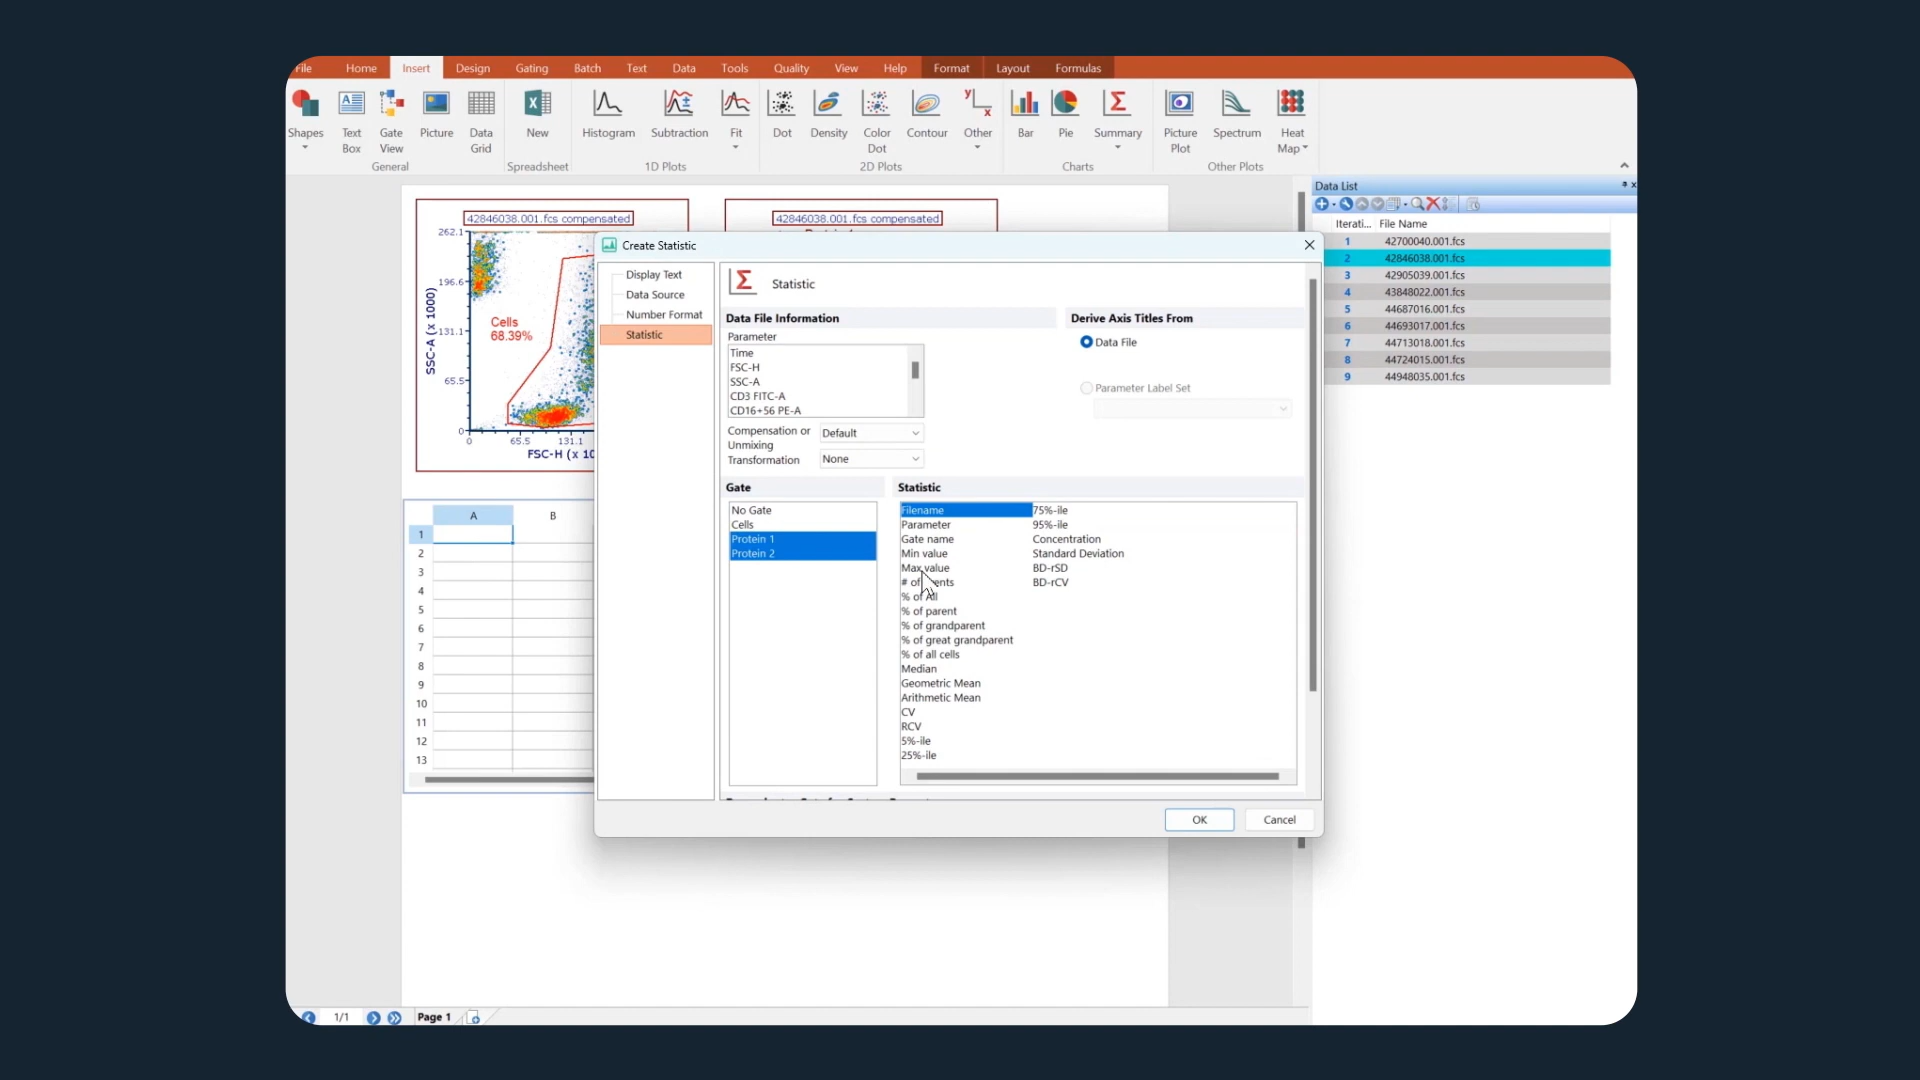 File Home Insert Design Gating Batch Text Data Tools Quality View Help Format Layout Formulas
Shapes Text Box Gate View Picture Data Grid New Histogram Subtraction Fit Dot Density Color Dot Contour Other Bar Pie Summary Picture Plot Spectrum Heat Map
General Spreadsheet 1D Plots 2D Plots Charts Other Plots
42846038.001.fcs compensated
262.1
196.6
131.1
65.5
0
SSC-A (x 1000)
Cells
68.39%
0 65.5 131.1
FSC-H (x 10
42846038.001.fcs compensated
A B
1
2
3
4
5
6
7
8
9
10
11
12
13
Create Statistic
Display Text
Data Source
Number Format
Statistic
Statistic
Data File Information
Parameter
Time
FSC-H
SSC-A
CD3 FITC-A
CD16+56 PE-A
Compensation or
Unmixing
Default
Transformation None
Derive Axis Titles From
Data File
Parameter Label Set
Gate
No Gate
Cells
Protein 1
Protein 2
Statistic
Filename
Parameter
Gate name
Min value
Max value
# of
% of All
% of parent
% of grandparent
% of great grandparent
% of all cells
Median
Geometric Mean
Arithmetic Mean
CV
RCV
5%-ile
25%-ile
75%-ile
95%-ile
Concentration
Standard Deviation
BD-rSD
BD-rCV
OK Cancel
Data List
Iterati... File Name
1 42700040.001.fcs
2 42846038.001.fcs
3 42905039.001.fcs
4 43848022.001.fcs
5 44687016.001.fcs
6 44693017.001.fcs
7 44713018.001.fcs
8 44724015.001.fcs
9 44948035.001.fcs
1/1 Page 1